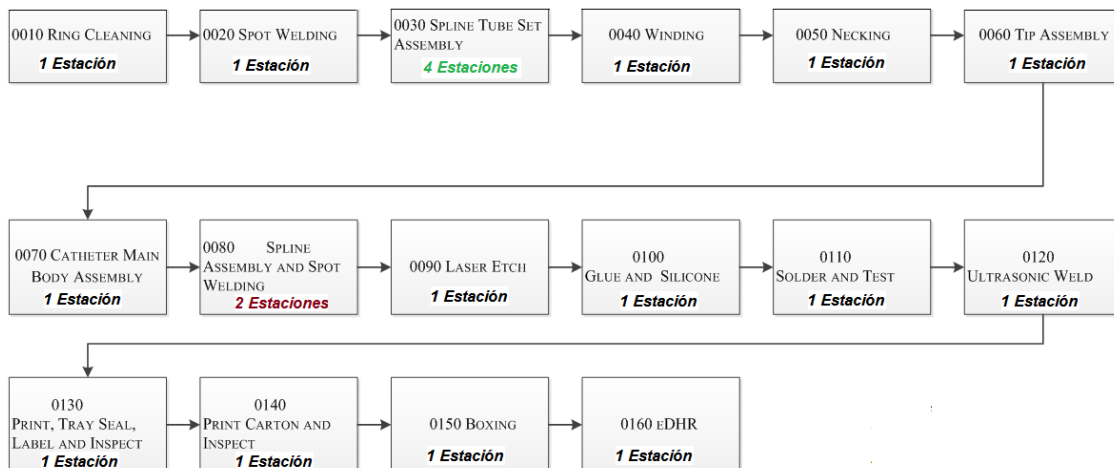 0010 RING CLEANING
1 Estación
0020 SPOT WELDING
1 Estación
0030 SPLINE TUBE SET
ASSEMBLY
4 Estaciones
0040 WINDING
1 Estación
0050 NECKING
1 Estación
0060 TIP ASSEMBLY
1 Estación
0070 CATHETER MAIN
BODY ASSEMBLY
1 Estación
0080 SPLINE
ASSEMBLY AND SPOT
WELDING
2 Estaciones
0090 LASER ETCH
1 Estación
0100
GLUE AND SILICONE
1 Estación
0110
SOLDER AND TEST
1 Estación
0120
ULTRASONIC WELD
1 Estación
0130
PRINT, TRAY SEAL,
LABEL AND INSPECT
1 Estación
0140
PRINT CARTON AND
INSPECT
1 Estación
0150 BOXING
1 Estación
0160 EDHR
1 Estación